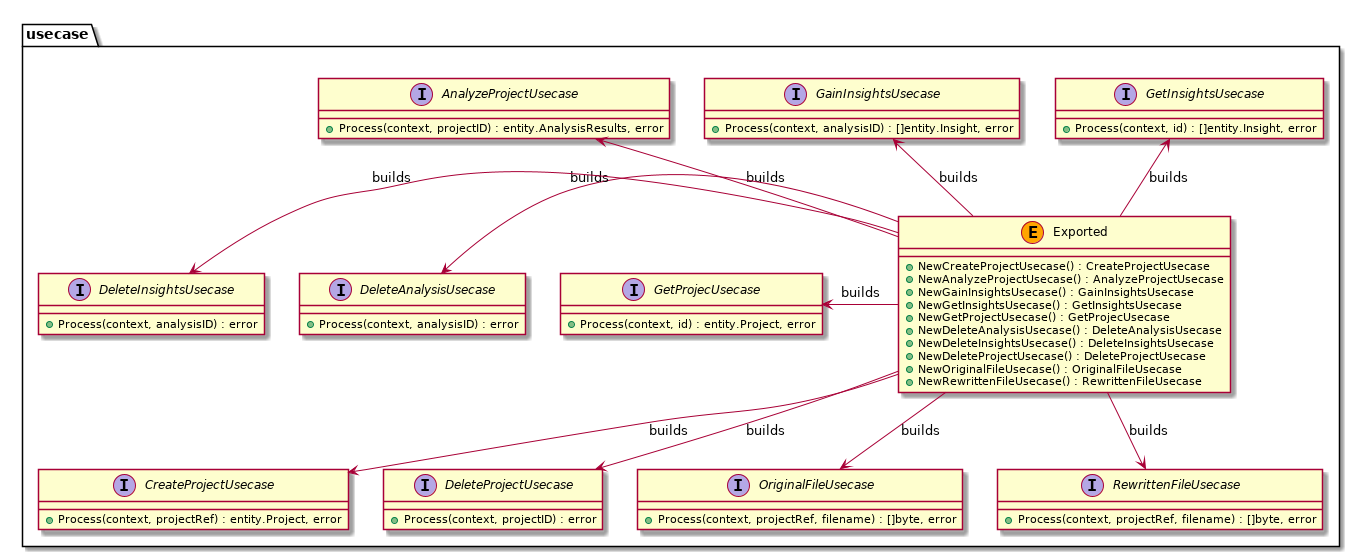 usecase
I AnalyzeProjectUsecase
Process(context, projectID) : entity.AnalysisResults, error
I GainInsightsUsecase
Process(context, analysisID) : []entity.Insight, error
I GetInsightsUsecase
Process(context, id) : []entity.Insight, error
builds
builds
builds
builds
builds
E Exported
NewCreateProjectUsecase() : CreateProjectUsecase
NewAnalyzeProjectUsecase() : AnalyzeProjectUsecase
NewGainInsightsUsecase() : GainInsightsUsecase
NewGetInsightsUsecase() : GetInsightsUsecase
NewGetProjectUsecase() : GetProjecUsecase
NewDeleteAnalysisUsecase() : DeleteAnalysisUsecase
NewDeleteInsightsUsecase() : DeleteInsightsUsecase
NewDeleteProjectUsecase() : DeleteProjectUsecase
NewOriginalFileUsecase() : OriginalFileUsecase
NewRewrittenFileUsecase() : RewrittenFileUsecase
I DeleteInsightsUsecase
Process(context, analysisID) : error
I DeleteAnalysisUsecase
Process(context, analysisID) : error
I GetProjecUsecase
Process(context, id) : entity.Project, error
builds
builds
builds
builds
builds
I CreateProjectUsecase
Process(context, projectRef) : entity.Project, error
I DeleteProjectUsecase
Process(context, projectID) : error
I OriginalFileUsecase
Process(context, projectRef, filename) : []byte, error
I RewrittenFileUsecase
Process(context, projectRef, filename) : []byte, error